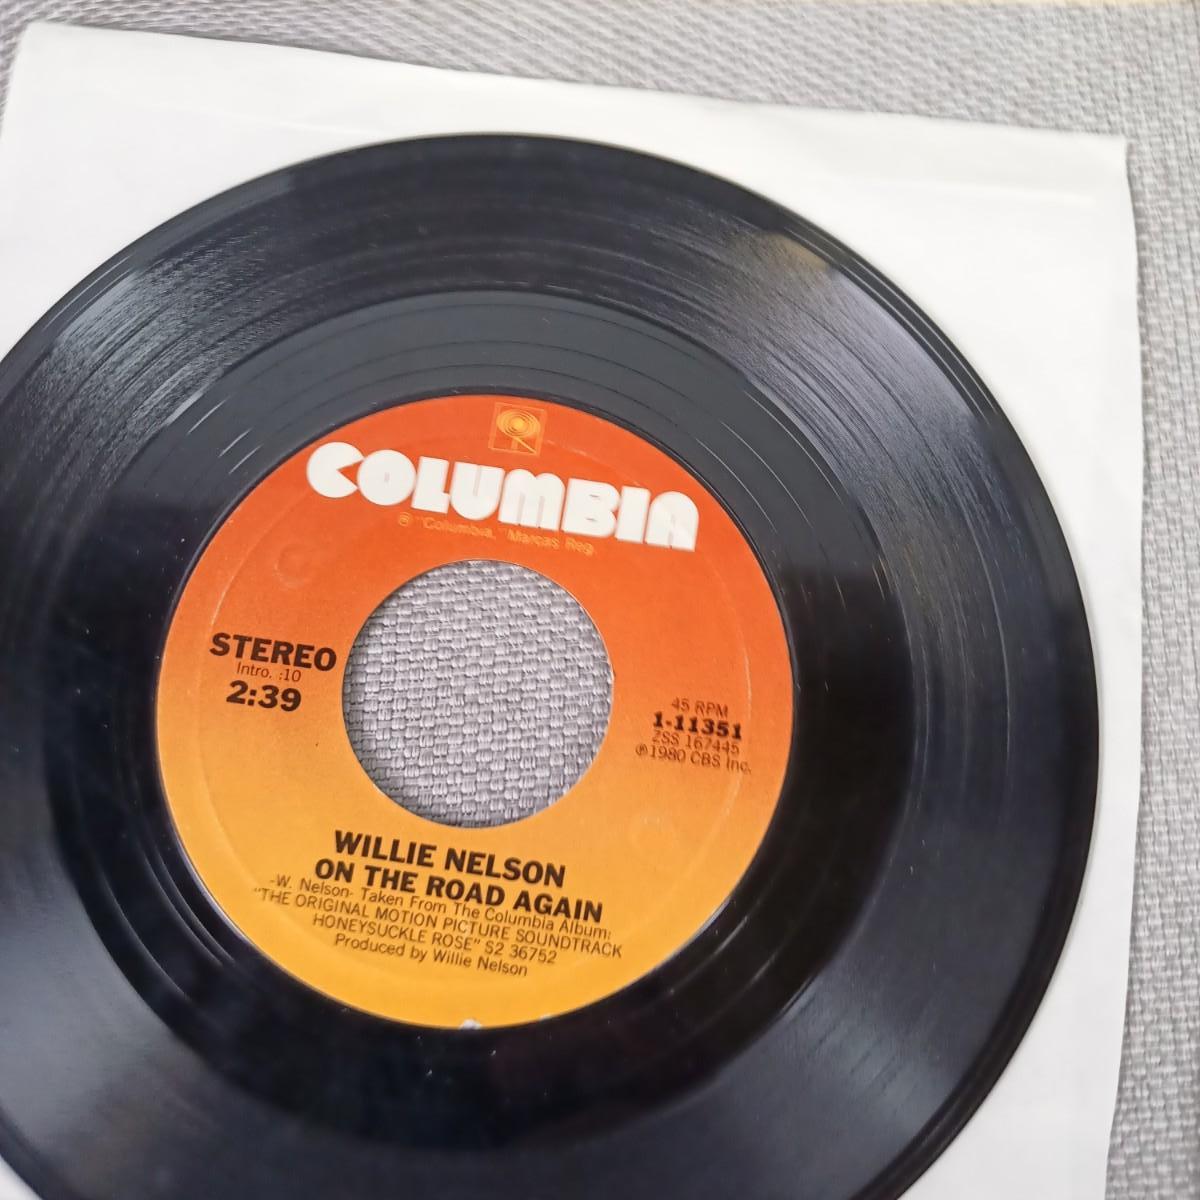 COLUMBIA
® "Columbia," Marcas Reg
STEREO
Intro. :10
2:39
45 RPM
1-11351
ZSS 167445
℗1980 CBS Inc.
WILLIE NELSON
ON THE ROAD AGAIN
-W. Nelson- Taken From The Columbia Album:
"THE ORIGINAL MOTION PICTURE SOUNDTRACK
HONEYSUCKLE ROSE" S2 36752
Produced by Willie Nelson